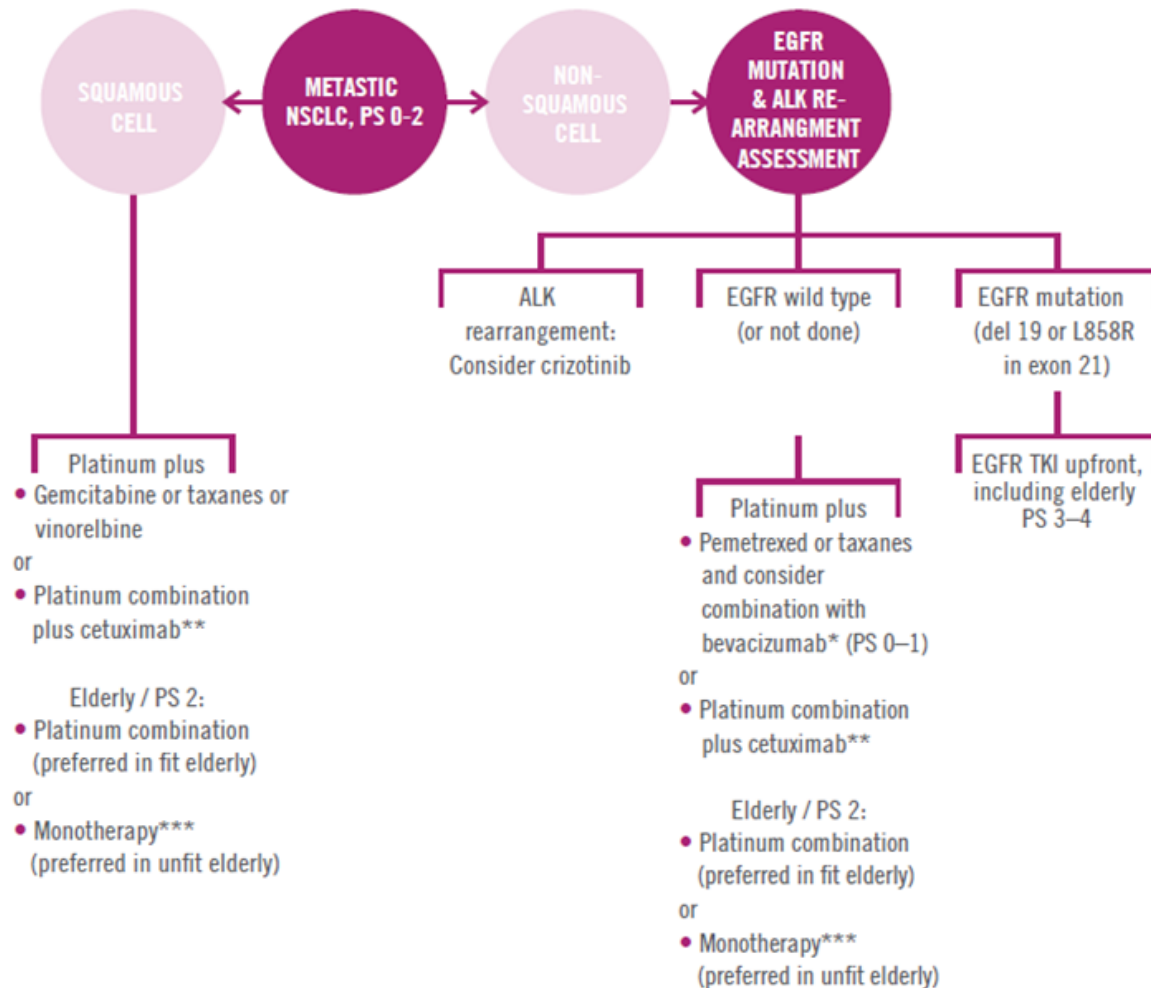 SQUAMOUS
CELL
METASTIC
NSCLC, PS 0-2
NON-
SQUAMOUS
CELL
EGFR
MUTATION
& ALK RE-
ARRANGMENT
ASSESSMENT
ALK
rearrangement:
Consider crizotinib
EGFR wild type
(or not done)
EGFR mutation
(del 19 or L858R
in exon 21)
Platinum plus
• Gemcitabine or taxanes or
vinorelbine
or
• Platinum combination
plus cetuximab**
Elderly / PS 2:
• Platinum combination
(preferred in fit elderly)
or
• Monotherapy***
(preferred in unfit elderly)
Platinum plus
• Pemetrexed or taxanes
and consider
combination with
bevacizumab* (PS 0–1)
or
• Platinum combination
plus cetuximab**
Elderly / PS 2:
• Platinum combination
(preferred in fit elderly)
or
• Monotherapy***
(preferred in unfit elderly)
EGFR TKI upfront,
including elderly
PS 3–4